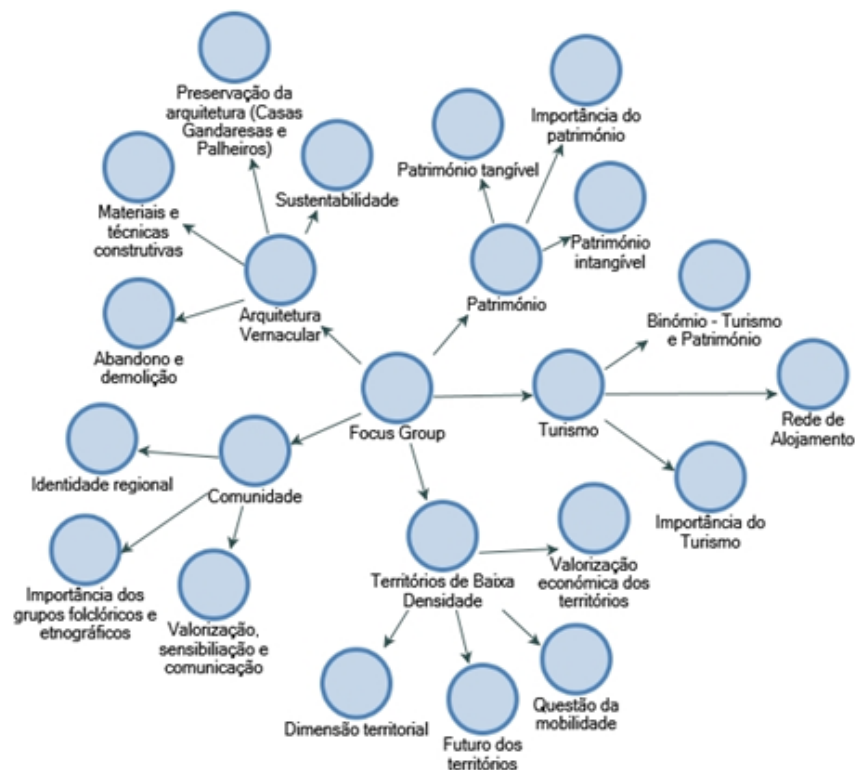 Preservação da
arquitetura (Casas
Gandaresas e
Palheiros)
Importância do
património
Património tangível
Sustentabilidade
Materiais e
técnicas
construtivas
Património
intangível
Património
Arquitetura
Vernacular
Binómio - Turismo
e Património
Abandono e
demolição
Focus Group
Turismo
Rede de
Alojamento
Identidade regional
Comunidade
Importância do
Turismo
Valorização
económica dos
territórios
Territórios de Baixa
Densidade
Importância dos
grupos folclóricos e
etnográficos
Valorização,
sensibiliação e
comunicação
Questão da
mobilidade
Dimensão territorial
Futuro dos
territórios